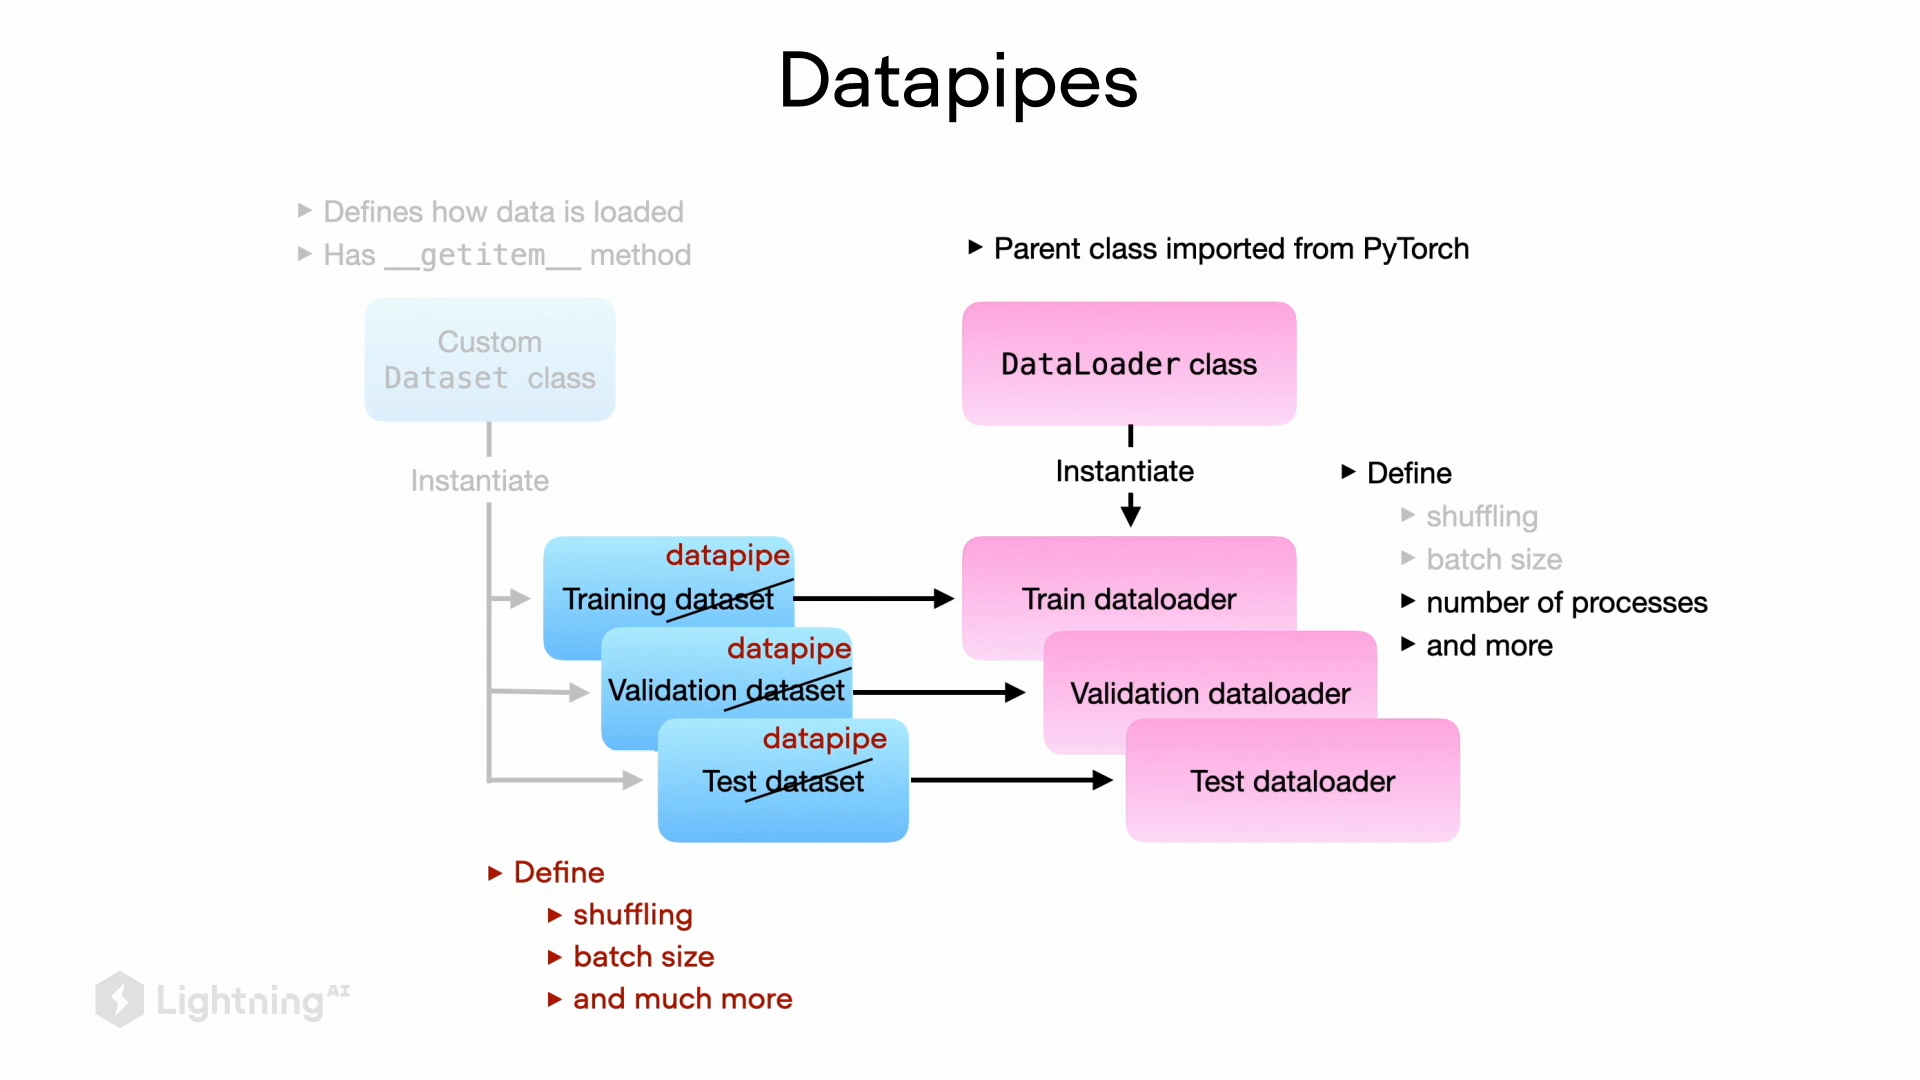 Datapipes
▶ Defines how data is loaded
▶ Has __getitem__ method
▶ Parent class imported from PyTorch
Custom
Dataset class
DataLoader class
Instantiate
Instantiate
▶ Define
▶ shuffling
▶ batch size
▶ number of processes
▶ and more
datapipe
Training dataset
Train dataloader
datapipe
Validation dataset
Validation dataloader
datapipe
Test dataset
Test dataloader
▶ Define
▶ shuffling
▶ batch size
▶ and much more
Lightning AI